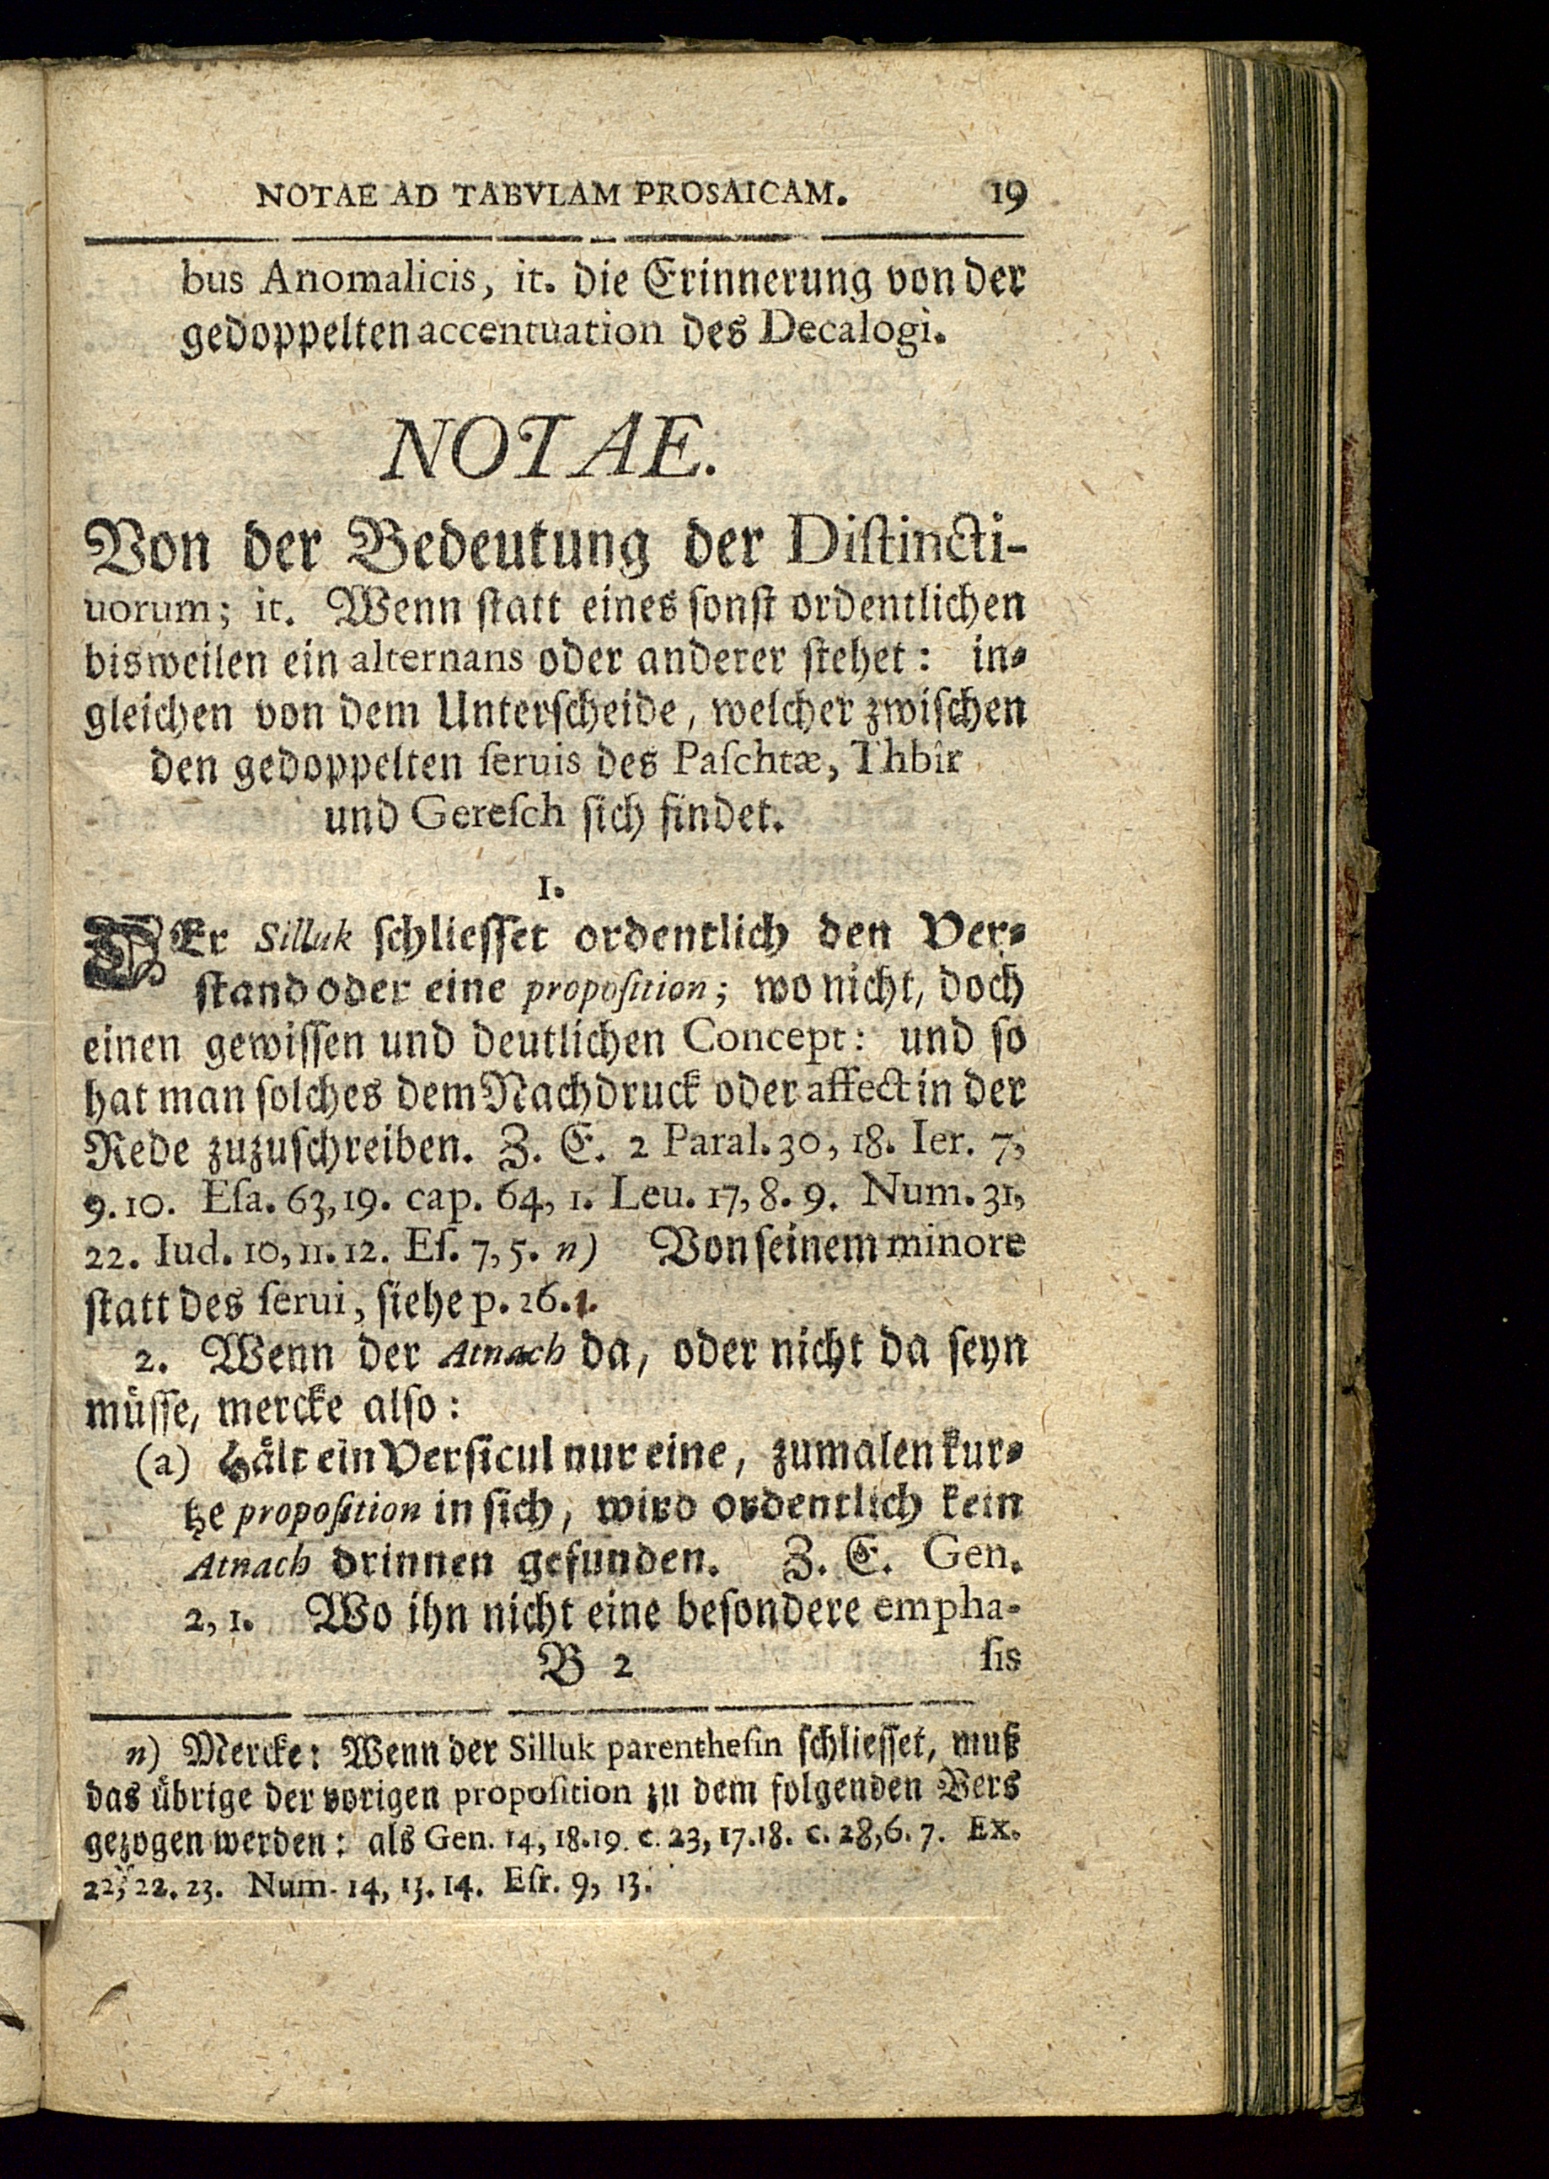 NOTAE AD TABVLAM PROSAICAM. 19
bus Anomalicis, it. die Erinnerung von der
gedoppelten accentuation des Decalogi.
NOTAE.
Von der Bedeutung der Diſtincti-
uorum; it. Wenn ſtatt eines ſonſt ordentlichen
bisweilen ein alternans oder anderer ſtehet: in-
gleichen von dem Unterſcheide, welcher zwiſchen
den gedoppelten ſeruis des Paſchtæ, Thbîr
und Gereſch ſich findet.
1.
DEr Silluk ſchlieſſet ordentlich den Ver-
ſtand oder eine propoſition; wo nicht, doch
einen gewiſſen und deutlichen Concept: und ſo
hat man ſolches dem Nachdruck oder affect in der
Rede zuzuſchreiben. Z. E. 2 Paral. 30, 18. Ier. 7,
9. 10. Eſa. 63, 19. cap. 64, 1. Leu. 17, 8. 9. Num. 31,
22. Iud. 10, 11. 12. Eſ. 7, 5. n) Von ſeinem minore
ſtatt des ſerui, ſiehe p. 26. 1.
2. Wenn der Atnach da, oder nicht da ſeyn
müſſe, mercke alſo:
(a) Hält ein Verſicul nur eine, zumalen kur-
tze propoſition in ſich, wird ordentlich kein
Atnach drinnen gefunden. Z. E. Gen.
2, 1. Wo ihn nicht eine beſondere empha-
B 2 ſis
n) Mercke: Wenn der Silluk parentheſin ſchlieſſet, muß
das übrige der vorigen propoſition zu dem folgenden Vers
gezogen werden: als Gen. 14, 18. 19. c. 23, 17. 18. c. 28, 6. 7. Ex.
22, 22. 23. Num. 14, 13. 14. Eſr. 9, 13.